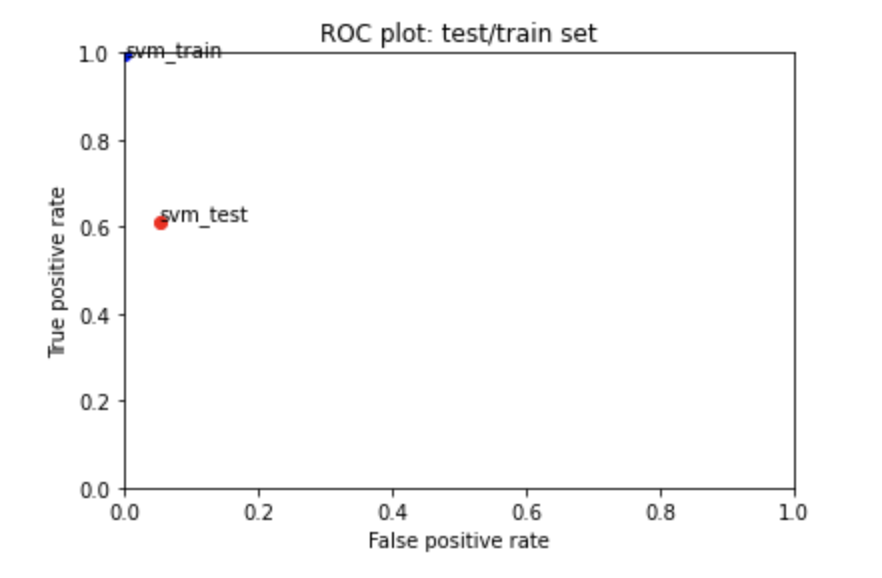 ROC plot: test/train set
1.0
svm_train
0.8
svm_test
0.6
0.4
0.2
0.0
True positive rate
0.0 0.2 0.4 0.6 0.8 1.0
False positive rate